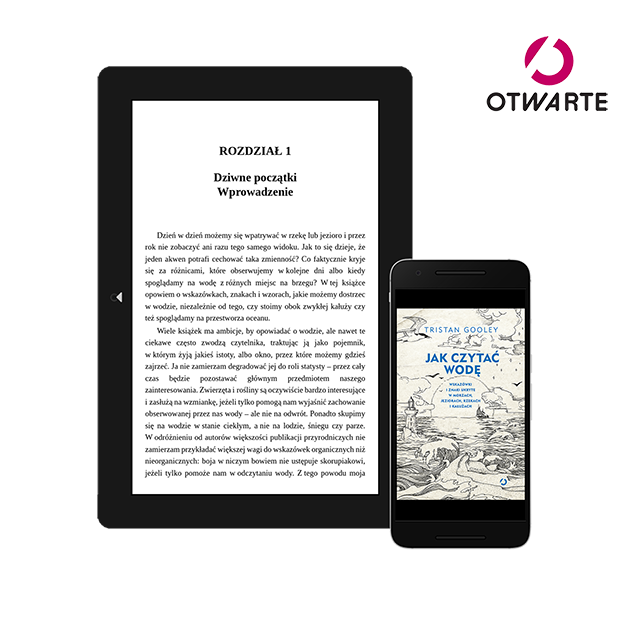 OTWARTE
ROZDZIAŁ 1
Dziwne początki
Wprowadzenie
Dzień w dzień możemy się wpatrywać w rzekę lub jezioro i przez
rok nie zobaczyć ani razu tego samego widoku. Jak to się dzieje, że
jeden akwen potrafi cechować taka zmienność? Co faktycznie kryje
się za różnicami, które obserwujemy w kolejne dni albo kiedy
spoglądamy na wodę z różnych miejsc na brzegu? W tej książce
opowiem o wskazówkach, znakach i wzorach, jakie możemy dostrzec
w wodzie, niezależnie od tego, czy stoimy obok zwykłej kałuży czy
też spoglądamy na przestworza oceanu.
Wiele książek ma ambicje, by opowiadać o wodzie, ale nawet te
ciekawe często zwodzą czytelnika, traktując ją jako pojemnik,
w którym żyją jakieś istoty, albo okno, przez które możemy gdzieś
zajrzeć. Ja nie zamierzam degradować jej do roli statysty – przez cały
czas będzie pozostawać głównym przedmiotem naszego
zainteresowania. Zwierzęta i rośliny są oczywiście bardzo interesujące
i zasłużą na wzmiankę, jeżeli tylko pomogą nam wyjaśnić zachowanie
obserwowanej przez nas wody – ale nie na odwrót. Ponadto skupimy
się na wodzie w stanie ciekłym, a nie na lodzie, śniegu czy parze.
W odróżnieniu od autorów większości publikacji przyrodniczych nie
zamierzam przykładać większej wagi do wskazówek organicznych niż
nieorganicznych: boja w niczym bowiem nie ustępuje skorupiakowi,
jeżeli tylko pomoże nam w odczytaniu wody. Z tego powodu moja
TRISTAN GOOLEY
JAK CZYTAĆ
WODĘ
WSKAZÓWKI
I ZNAKI UKRYTE
W MORZACH,
JEZIORACH, RZEKACH
I KAŁUŻACH